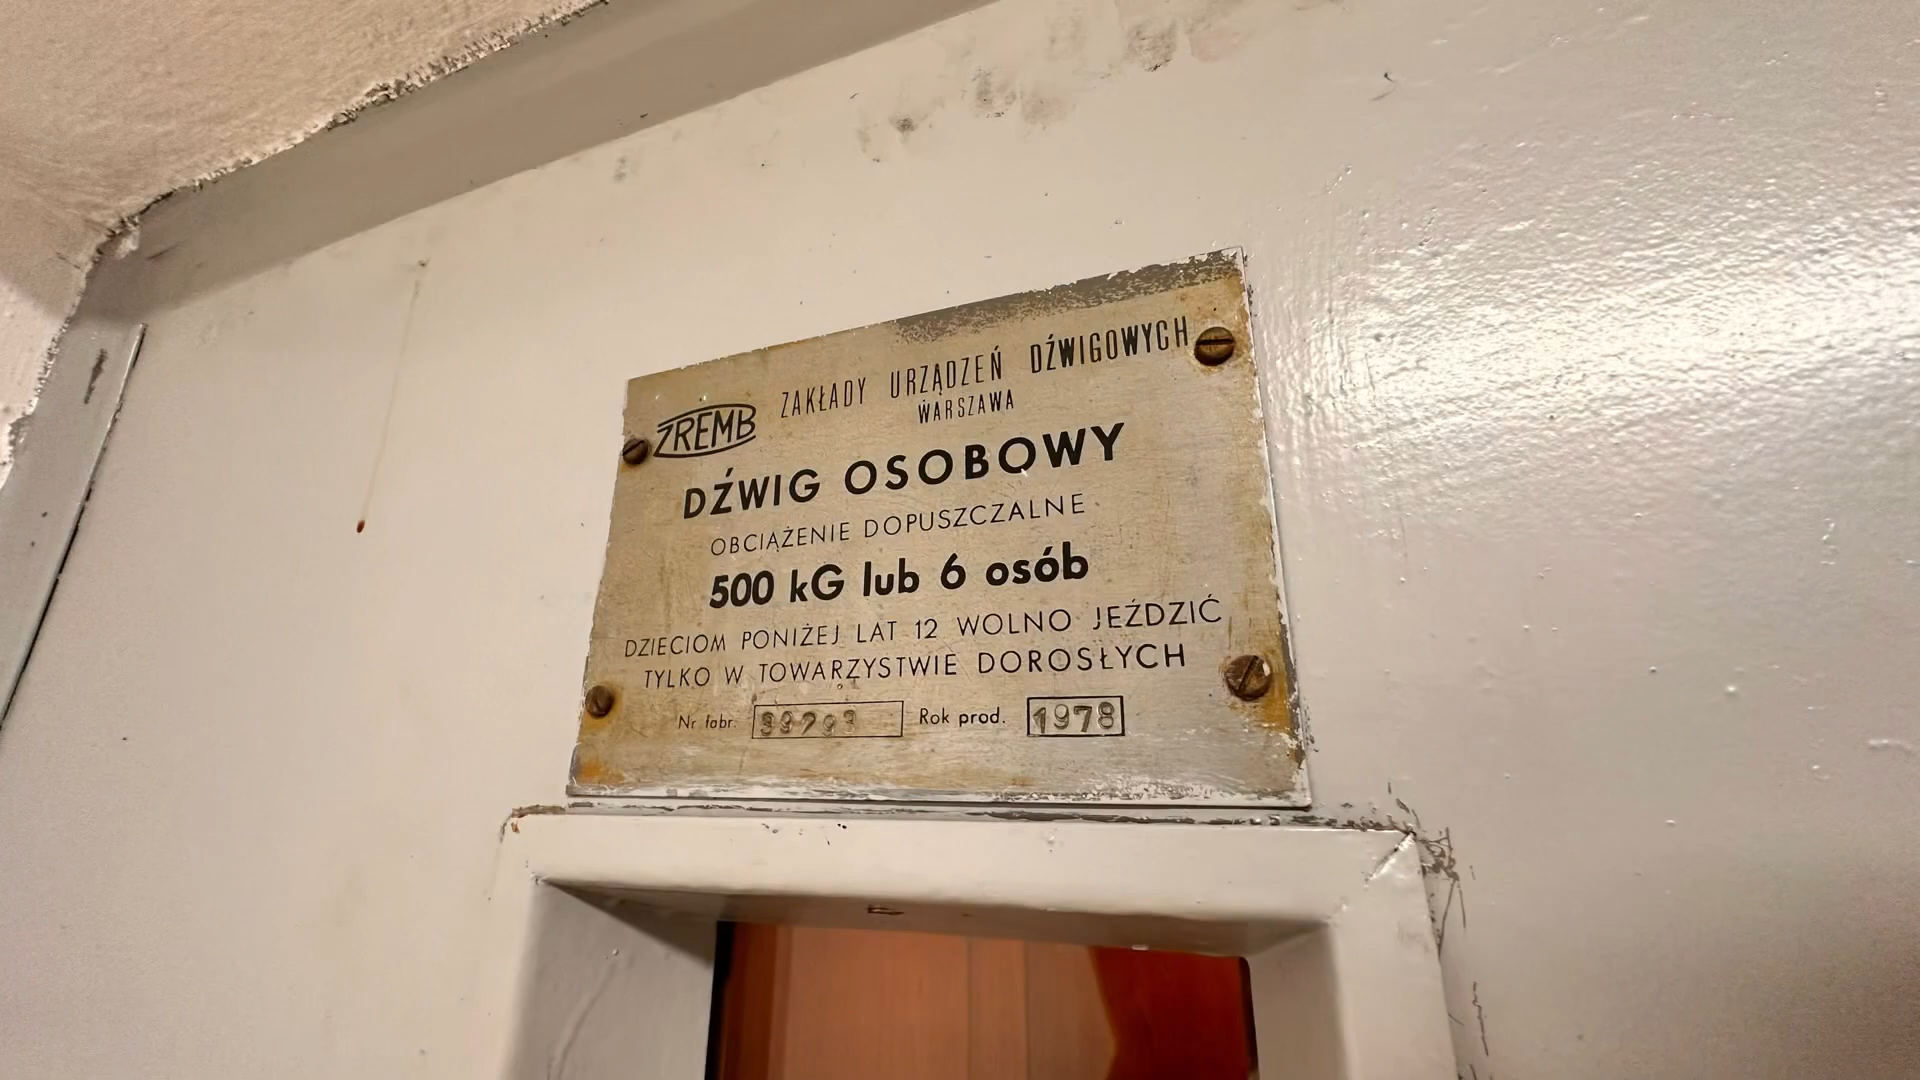 ZREMB ZAKŁADY URZĄDZEŃ DŹWIGOWYCH
WARSZAWA
DŹWIG OSOBOWY
OBCIĄŻENIE DOPUSZCZALNE
500 kG lub 6 osób
DZIECIOM PONIŻEJ LAT 12 WOLNO JEŹDZIĆ
TYLKO W TOWARZYSTWIE DOROSŁYCH
Nr fabr. Rok prod. 1978